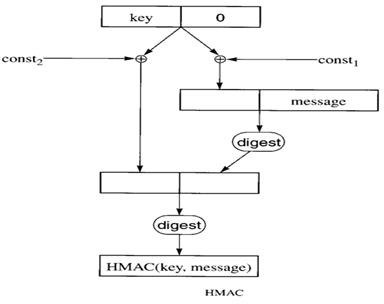 key 0
const2 const1
message
digest
digest
HMAC(key, message)
HMAC